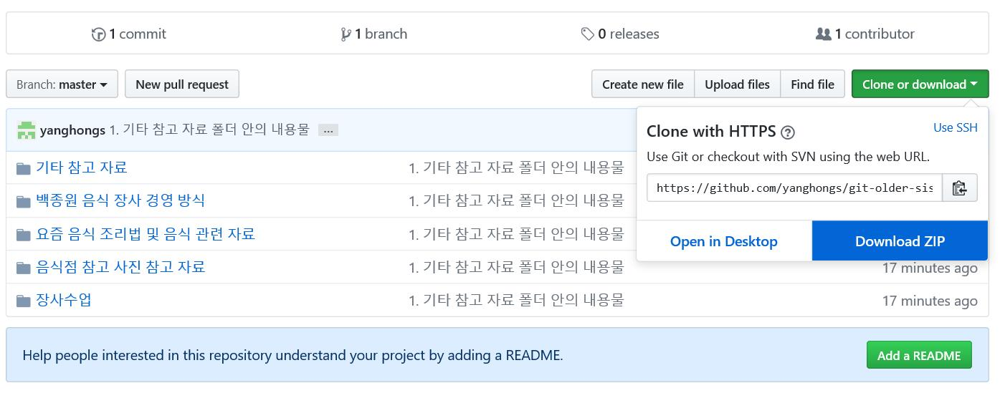 1 commit 1 branch 0 releases 1 contributor
Branch: master New pull request Create new file Upload files Find file Clone or download
yanghongs 1. 기타 참고 자료 폴더 안의 내용물 ...
Clone with HTTPS ? Use SSH
Use Git or checkout with SVN using the web URL.
https://github.com/yanghongs/git-older-sis
Open in Desktop Download ZIP
기타 참고 자료 1. 기타 참고 자료 폴더 안의 내용물
백종원 음식 장사 경영 방식 1. 기타 참고 자료 폴더 안의 내용물
요즘 음식 조리법 및 음식 관련 자료 1. 기타 참고 자료 폴더 안의 내용물
음식점 참고 사진 참고 자료 1. 기타 참고 자료 폴더 안의 내용물 17 minutes ago
장사수업 1. 기타 참고 자료 폴더 안의 내용물 17 minutes ago
Help people interested in this repository understand your project by adding a README. Add a README